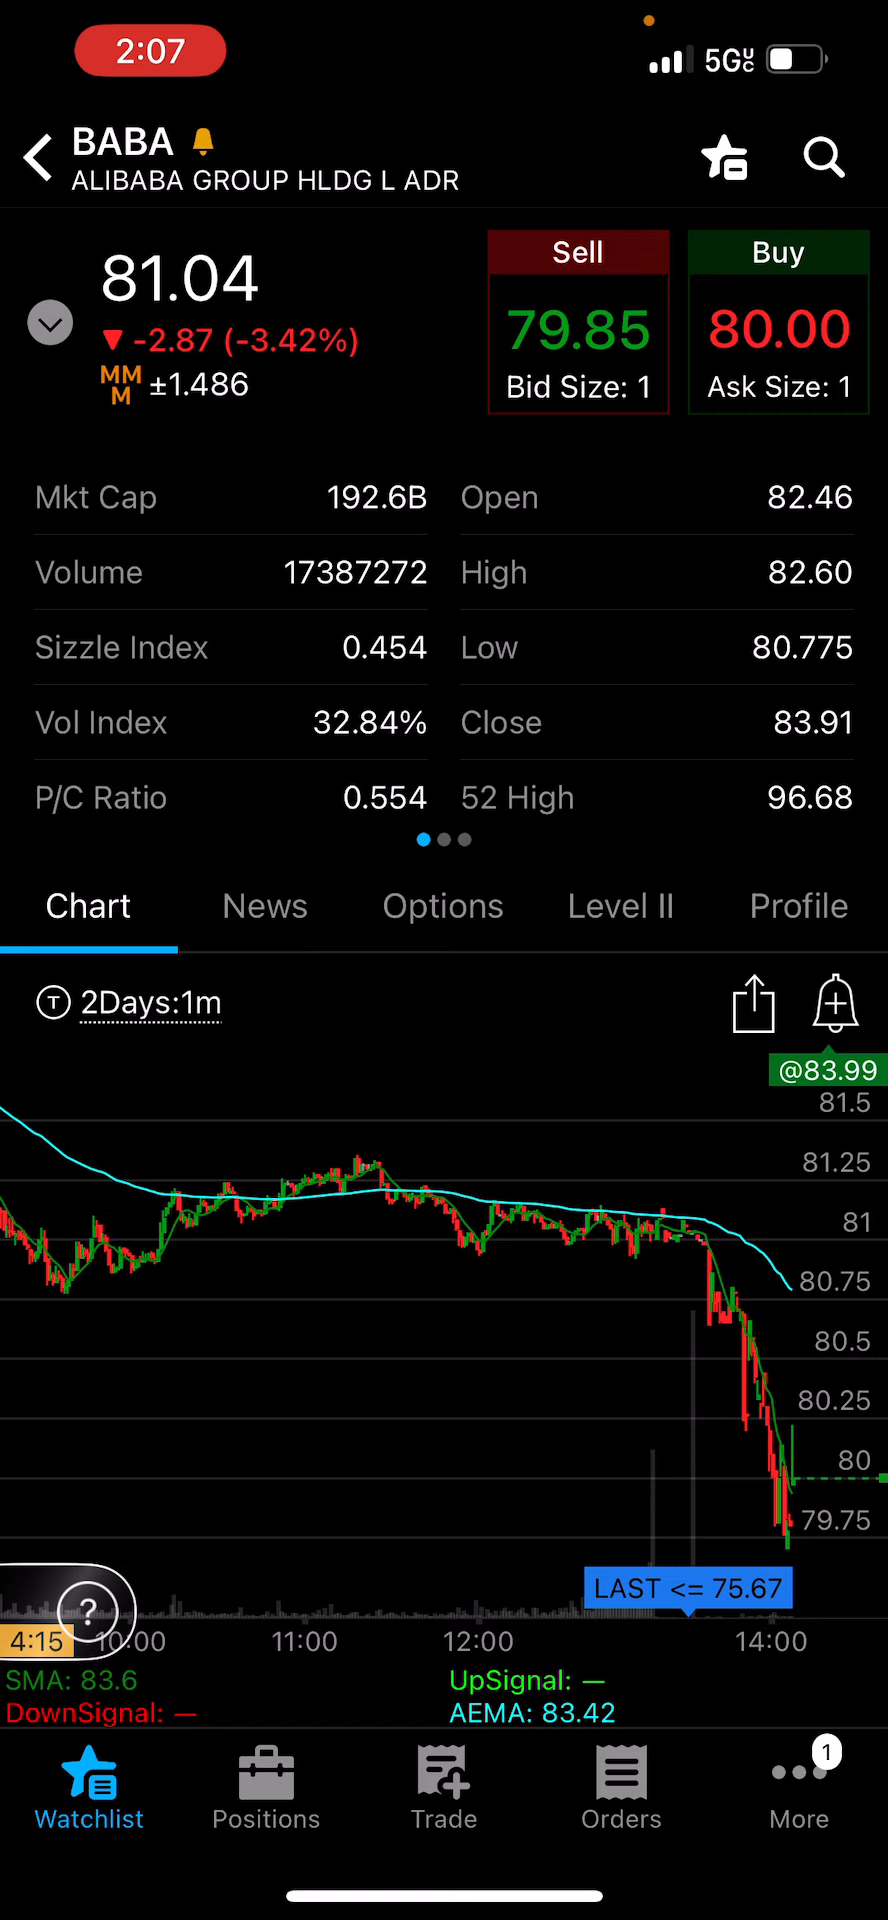 2:07
5GUC
BABA
ALIBABA GROUP HLDG L ADR
81.04
-2.87 (-3.42%)
MMM ±1.486
Sell
79.85
Bid Size: 1
Buy
80.00
Ask Size: 1
Mkt Cap 192.6B Open 82.46
Volume 17387272 High 82.60
Sizzle Index 0.454 Low 80.775
Vol Index 32.84% Close 83.91
P/C Ratio 0.554 52 High 96.68
Chart News Options Level II Profile
T 2Days:1m
@83.99
81.5
81.25
81
80.75
80.5
80.25
80
79.75
LAST <= 75.67
?
4:15 10:00 11:00 12:00 14:00
SMA: 83.6 UpSignal: —
DownSignal: — AEMA: 83.42
1
Watchlist Positions Trade Orders More